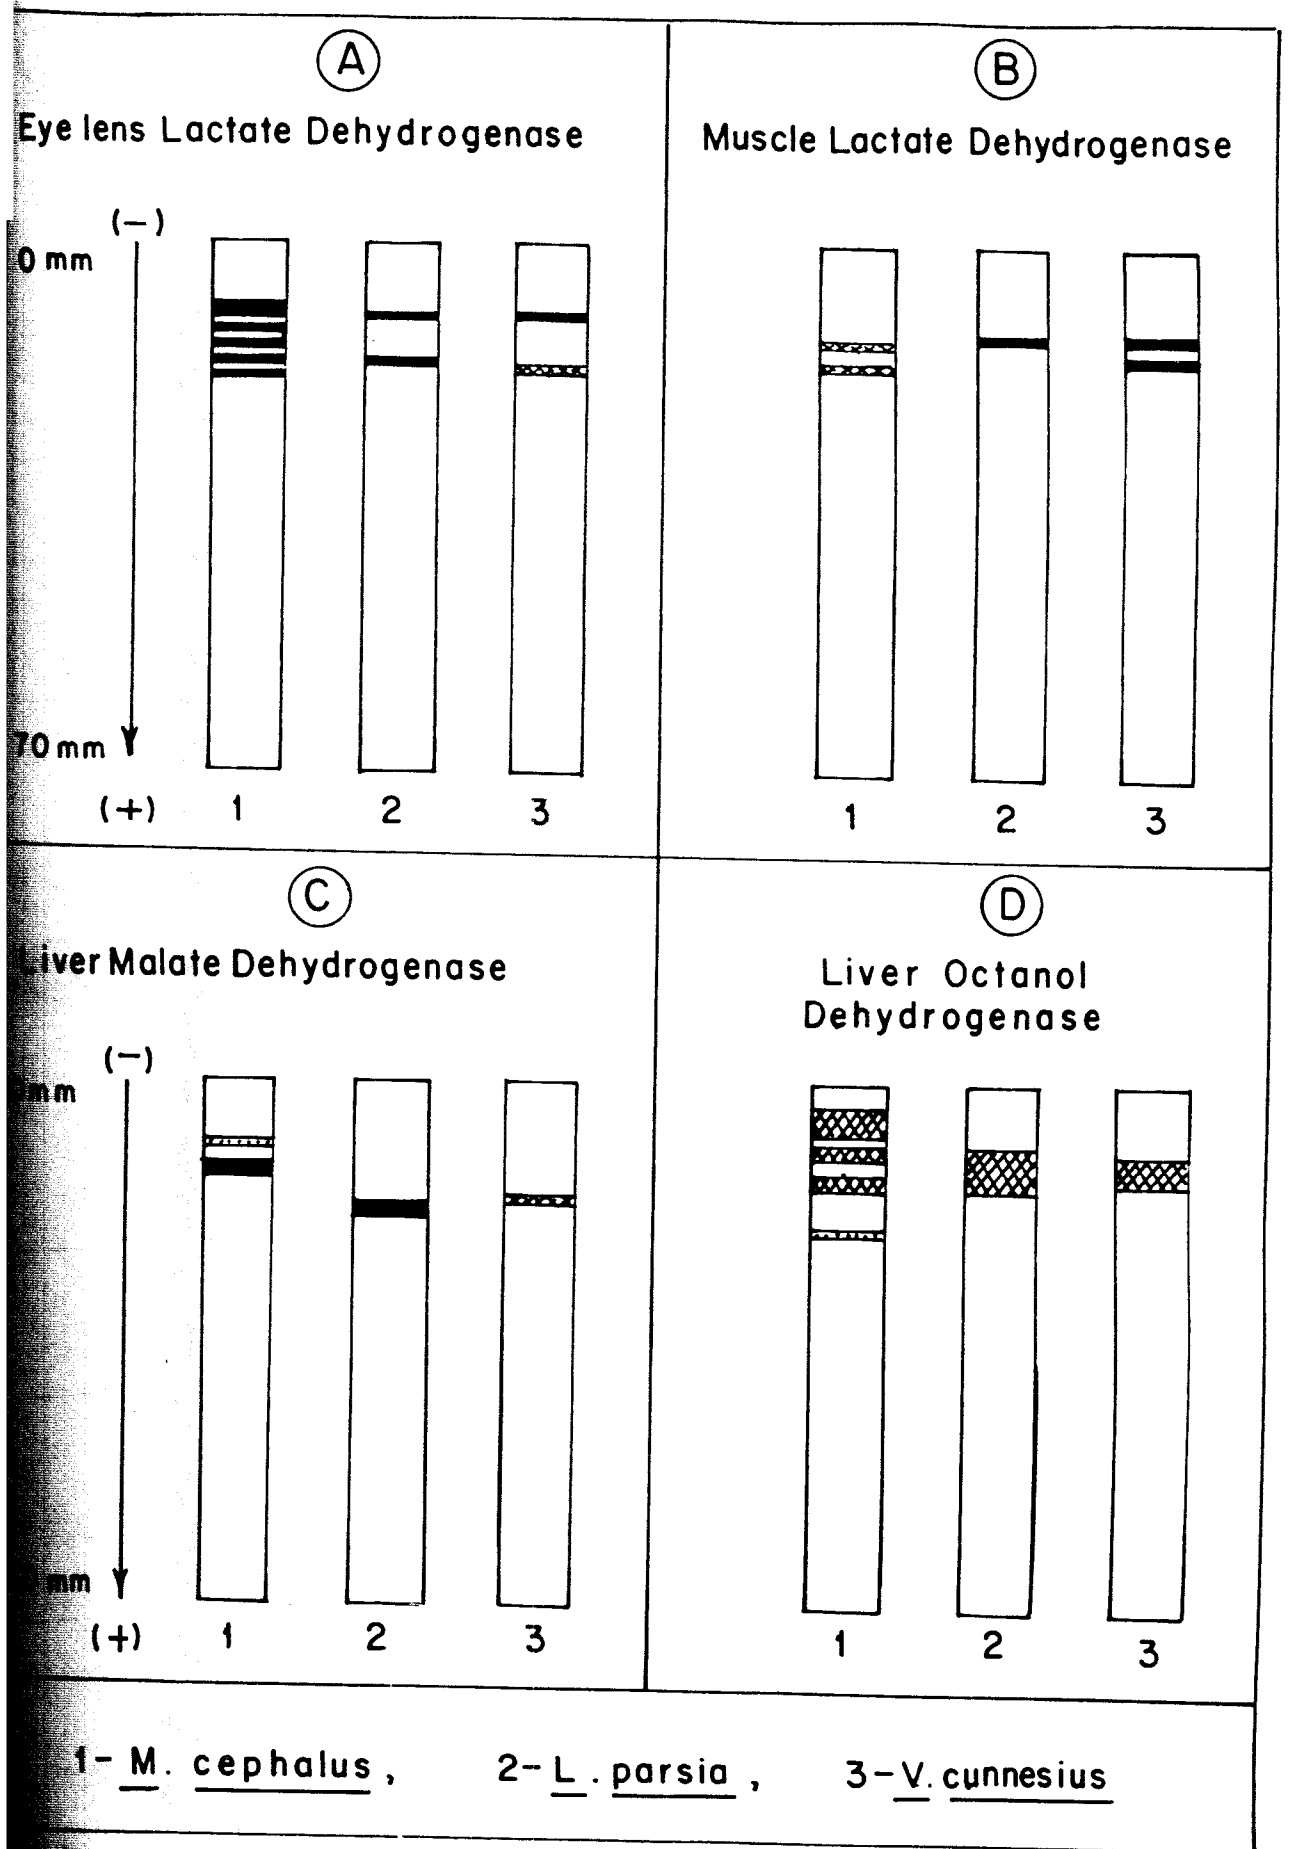 A
Eye lens Lactate Dehydrogenase
(−)
0 mm
70 mm
(+) 1 2 3
B
Muscle Lactate Dehydrogenase
1 2 3
C
Liver Malate Dehydrogenase
(−)
mm
mm
(+) 1 2 3
D
Liver Octanol
Dehydrogenase
1 2 3
1- M. cephalus, 2- L. parsia, 3- V. cunnesius